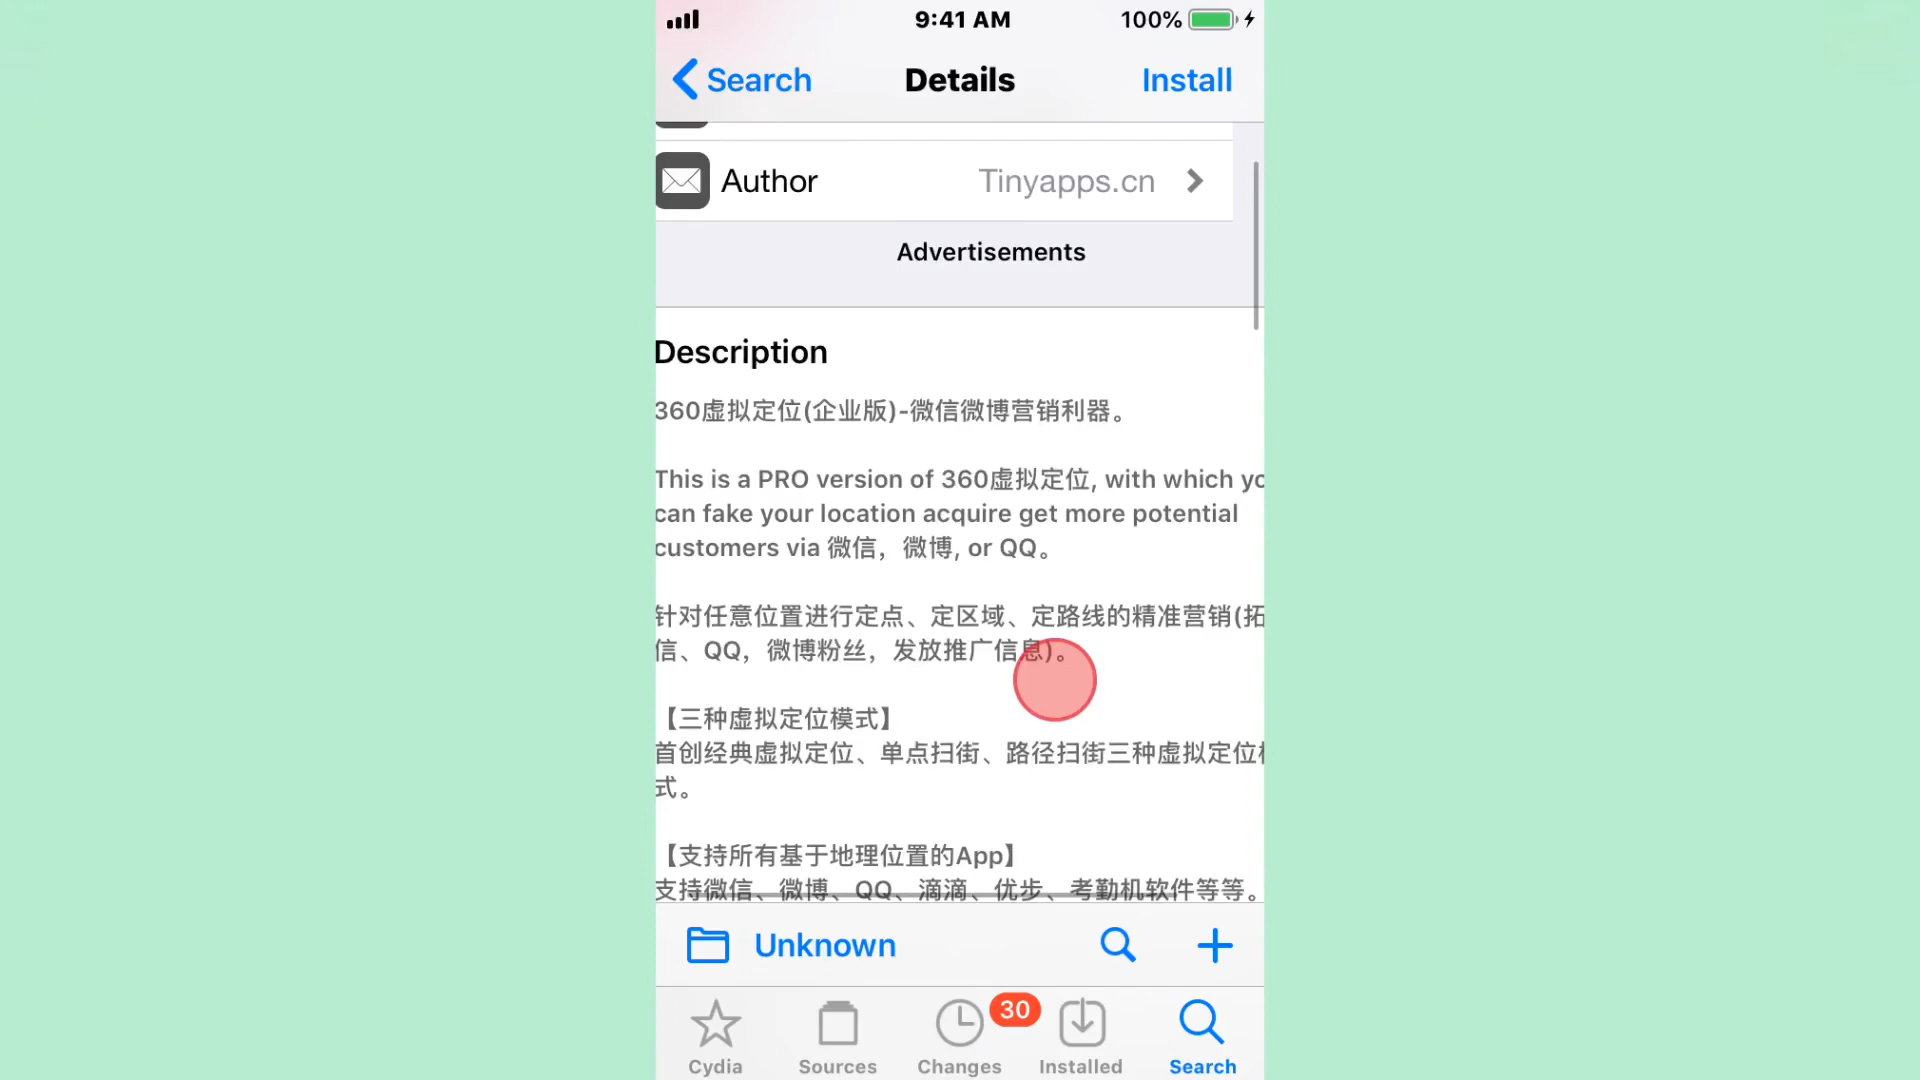 9:41 AM
100%
Search
Details
Install
Author
Tinyapps.cn
Advertisements
Description
360虚拟定位(企业版)-微信微博营销利器。
This is a PRO version of 360虚拟定位, with which yo
can fake your location acquire get more potential
customers via 微信，微博, or QQ。
针对任意位置进行定点、定区域、定路线的精准营销(拓
信、QQ，微博粉丝，发放推广信息)。
【三种虚拟定位模式】
首创经典虚拟定位、单点扫街、路径扫街三种虚拟定位模
式。
【支持所有基于地理位置的App】
支持微信、微博、QQ、滴滴、优步、考勤机软件等等。
Unknown
30
Cydia
Sources
Changes
Installed
Search